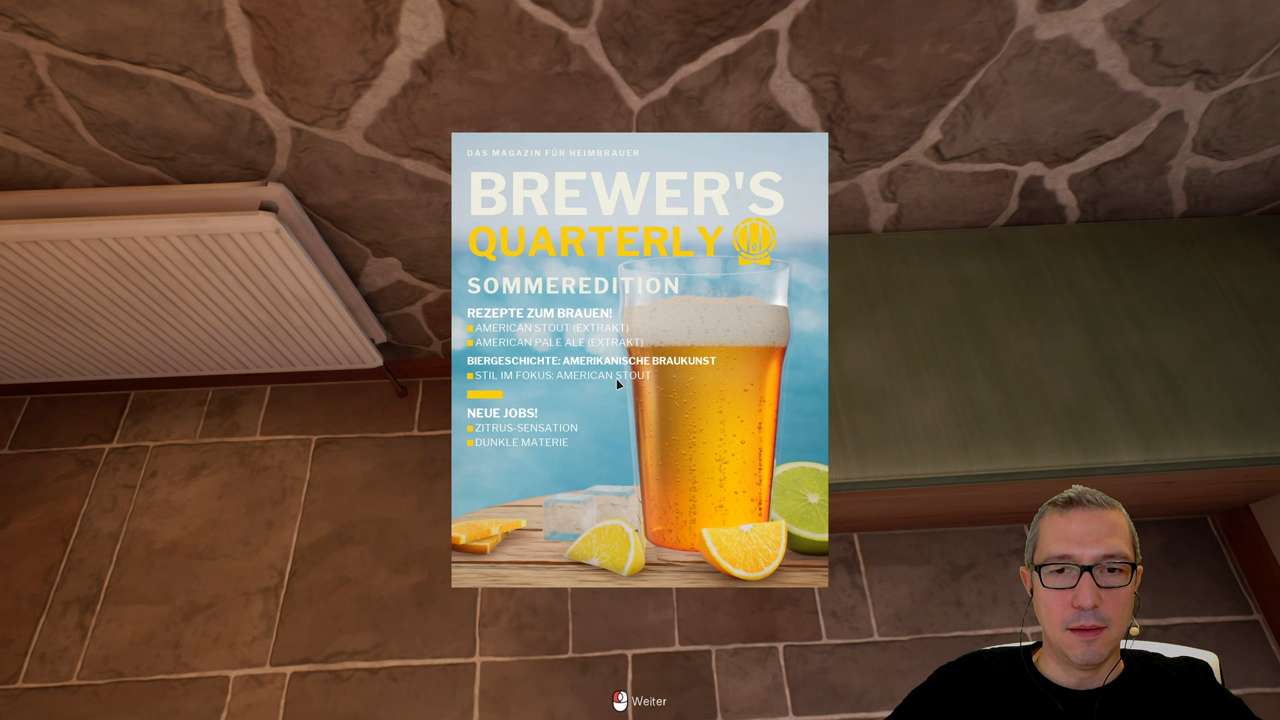 DAS MAGAZIN FÜR HEIMBRAUER
BREWER'S
QUARTERLY
SOMMEREDITION
REZEPTE ZUM BRAUEN!
AMERICAN STOUT (EXTRAKT)
AMERICAN PALE ALE (EXTRAKT)
BIERGESCHICHTE: AMERIKANISCHE BRAUKUNST
STIL IM FOKUS: AMERICAN STOUT
NEUE JOBS!
ZITRUS-SENSATION
DUNKLE MATERIE
Weiter